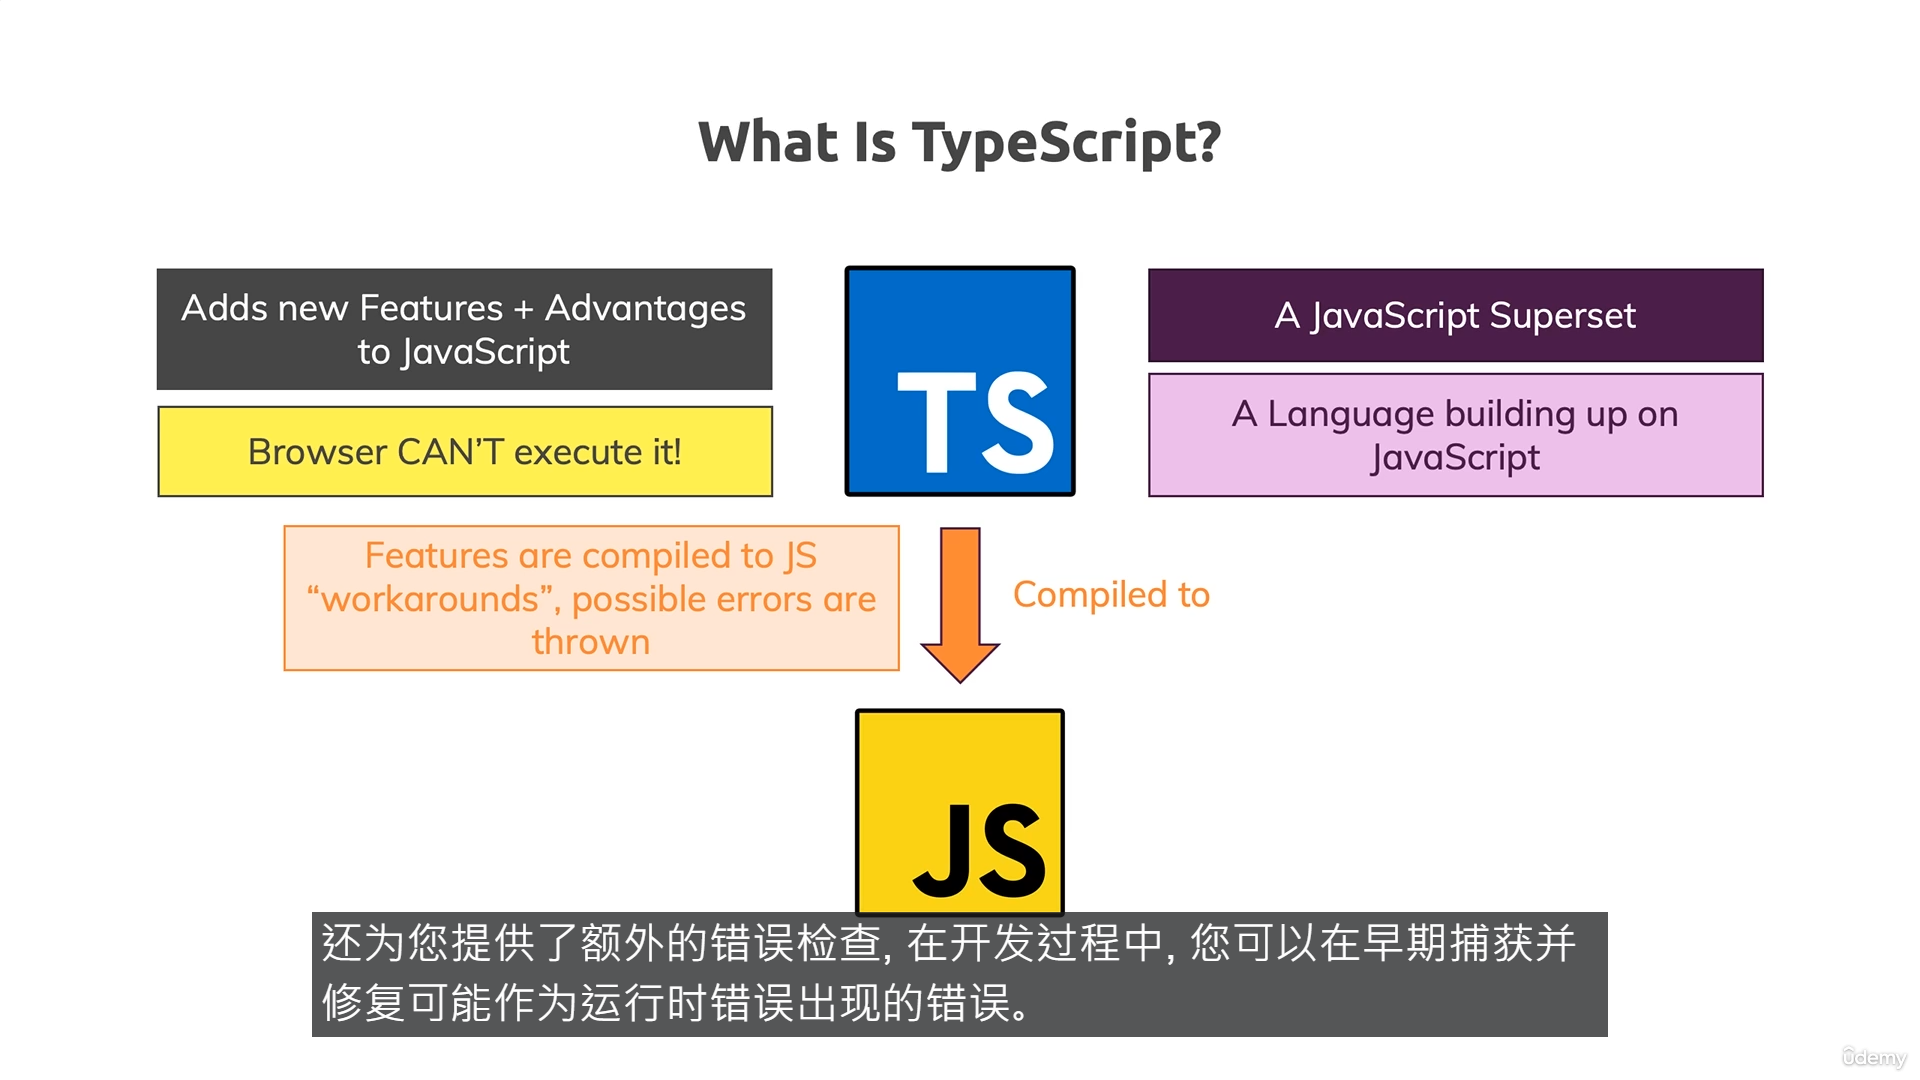 What Is TypeScript?
Adds new Features + Advantages
to JavaScript
Browser CAN’T execute it!
TS
A JavaScript Superset
A Language building up on
JavaScript
Features are compiled to JS
“workarounds”, possible errors are
thrown
Compiled to
JS
还为您提供了额外的错误检查, 在开发过程中, 您可以在早期捕获并
修复可能作为运行时错误出现的错误。
ûdemy